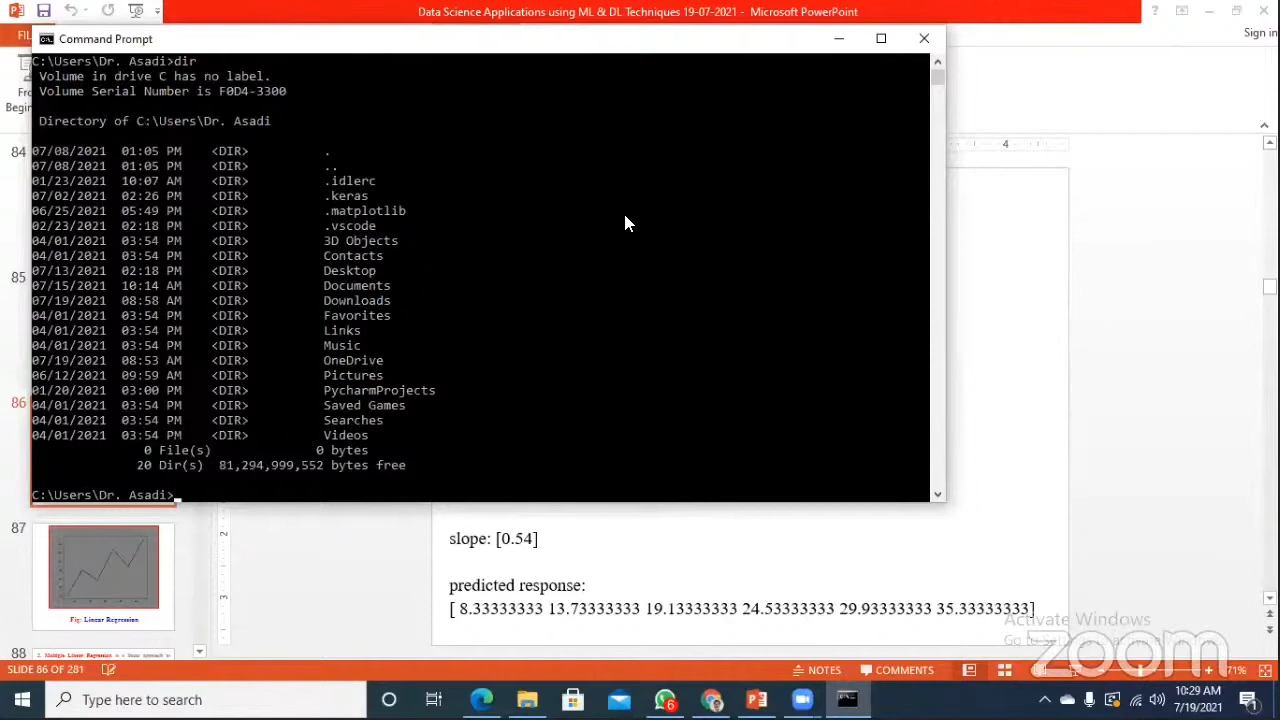 Data Science Applications using ML & DL Techniques 19-07-2021 - Microsoft PowerPoint
Sign in
Command Prompt
C:\Users\Dr. Asadi>dir
Volume in drive C has no label.
Volume Serial Number is F0D4-3300
Directory of C:\Users\Dr. Asadi
07/08/2021 01:05 PM <DIR> .
07/08/2021 01:05 PM <DIR> ..
01/23/2021 10:07 AM <DIR> .idlerc
07/02/2021 02:26 PM <DIR> .keras
06/25/2021 05:49 PM <DIR> .matplotlib
02/23/2021 02:18 PM <DIR> .vscode
04/01/2021 03:54 PM <DIR> 3D Objects
04/01/2021 03:54 PM <DIR> Contacts
07/13/2021 02:18 PM <DIR> Desktop
07/15/2021 10:14 AM <DIR> Documents
07/19/2021 08:58 AM <DIR> Downloads
04/01/2021 03:54 PM <DIR> Favorites
04/01/2021 03:54 PM <DIR> Links
04/01/2021 03:54 PM <DIR> Music
07/19/2021 08:53 AM <DIR> OneDrive
06/12/2021 09:59 AM <DIR> Pictures
01/20/2021 03:00 PM <DIR> PycharmProjects
04/01/2021 03:54 PM <DIR> Saved Games
04/01/2021 03:54 PM <DIR> Searches
04/01/2021 03:54 PM <DIR> Videos
0 File(s) 0 bytes
20 Dir(s) 81,294,999,552 bytes free
C:\Users\Dr. Asadi>
84
85
86
87
88
4
2
3
Fig: Linear Regression
slope: [0.54]
predicted response:
[ 8.33333333 13.73333333 19.13333333 24.53333333 29.93333333 35.33333333]
Activate Windows
zoom
SLIDE 86 OF 281
NOTES
COMMENTS
71%
Type here to search
6
10:29 AM
7/19/2021
1